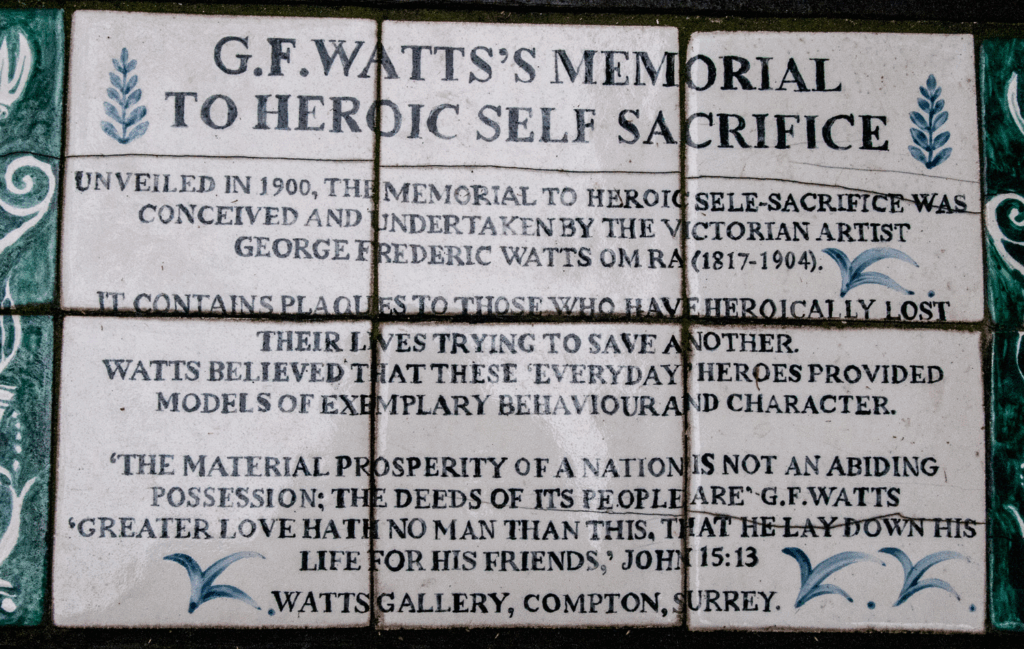 G.F.WATTS'S MEMORIAL
TO HEROIC SELF SACRIFICE
UNVEILED IN 1900, THE MEMORIAL TO HEROIC SELF-SACRIFICE WAS
CONCEIVED AND UNDERTAKEN BY THE VICTORIAN ARTIST
GEORGE FREDERIC WATTS OM RA (1817-1904).
IT CONTAINS PLAQUES TO THOSE WHO HAVE HEROICALLY LOST
THEIR LIVES TRYING TO SAVE ANOTHER.
WATTS BELIEVED THAT THESE 'EVERYDAY' HEROES PROVIDED
MODELS OF EXEMPLARY BEHAVIOUR AND CHARACTER.
'THE MATERIAL PROSPERITY OF A NATION IS NOT AN ABIDING
POSSESSION; THE DEEDS OF ITS PEOPLE ARE' G.F.WATTS
'GREATER LOVE HATH NO MAN THAN THIS, THAT HE LAY DOWN HIS
LIFE FOR HIS FRIENDS,' JOHN 15:13
WATTS GALLERY, COMPTON, SURREY.